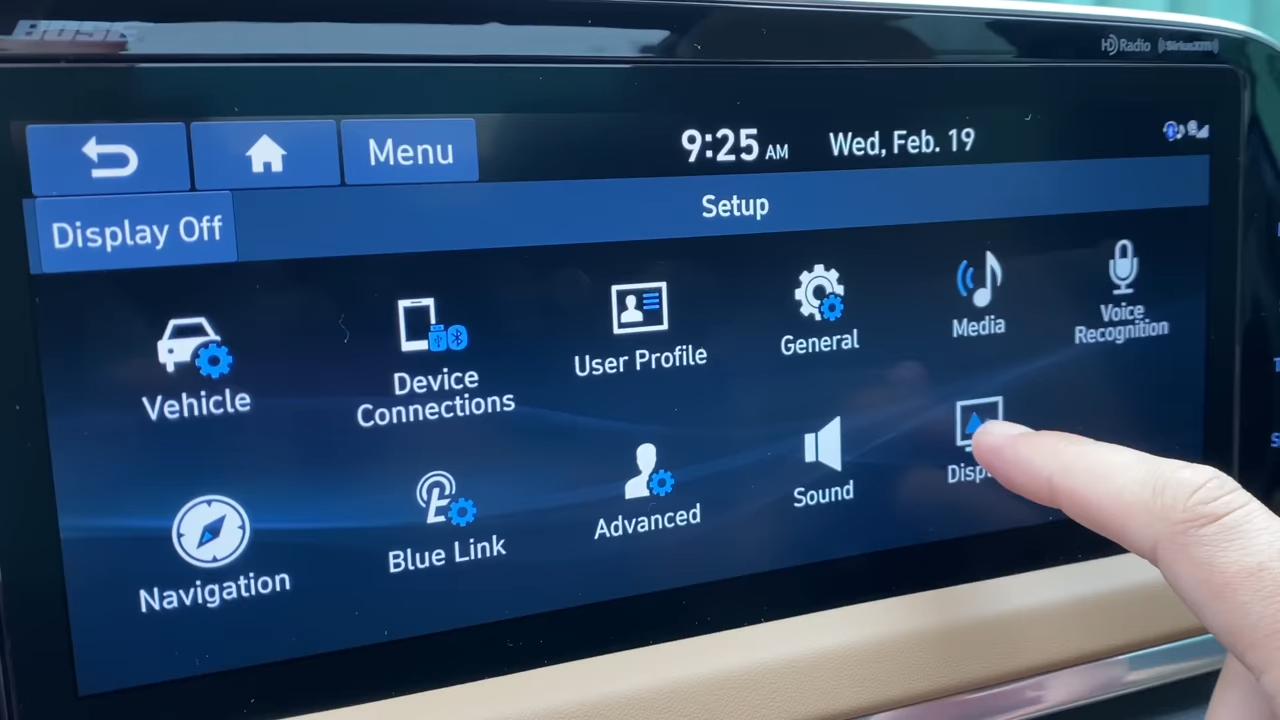 BOSE
HD Radio
((SiriusXM))
Menu
9:25 AM
Wed, Feb. 19
Display Off
Setup
Vehicle
Device
Connections
User Profile
General
Media
Voice
Recognition
Navigation
Blue Link
Advanced
Sound